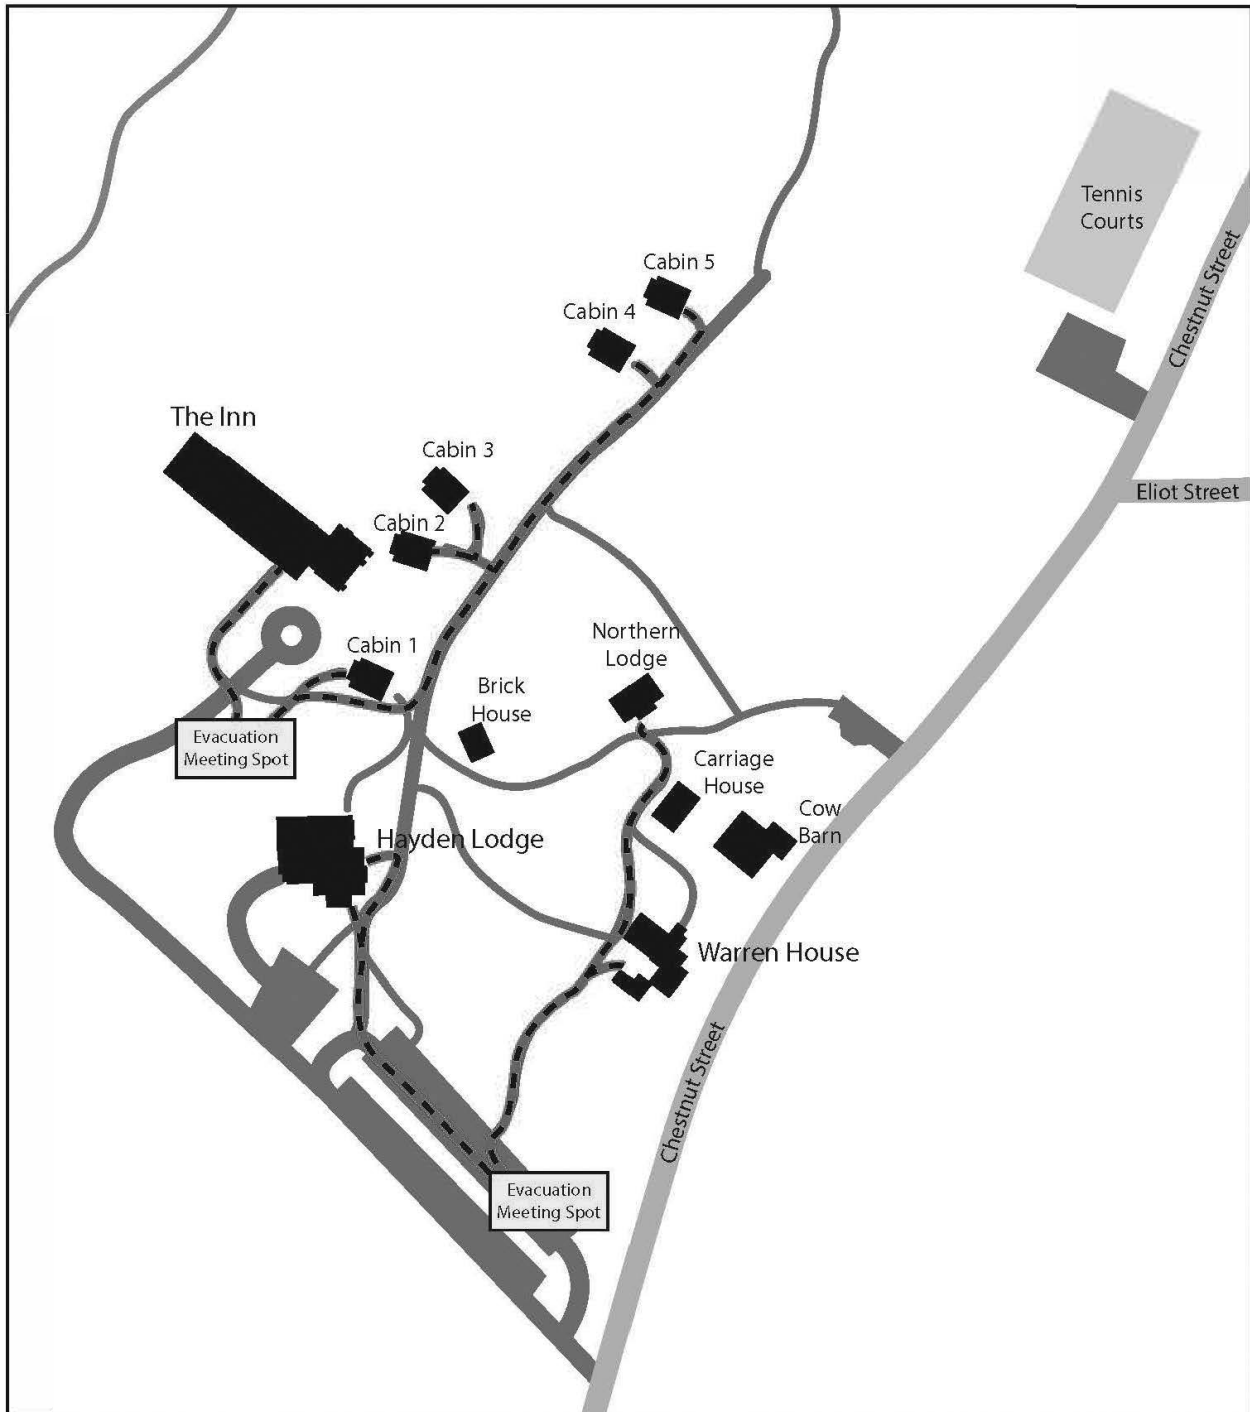 Tennis
Courts
Chestnut Street
Cabin 5
Cabin 4
The Inn
Cabin 3
Eliot Street
Cabin 2
Northern
Lodge
Cabin 1
Brick
House
Evacuation
Meeting Spot
Carriage
House
Cow
Barn
Hayden Lodge
Warren House
Chestnut Street
Evacuation
Meeting Spot